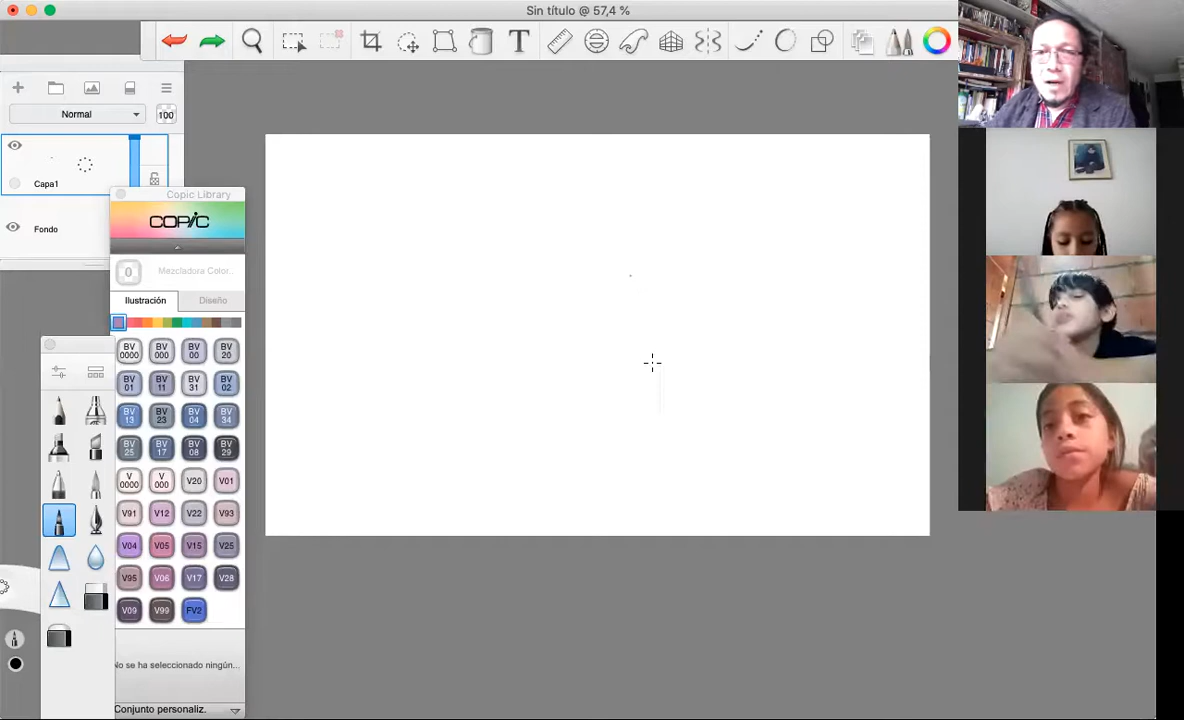 Sin título @ 57,4 %
T
Normal
100
Capa1
Copic Library
COPIC
Fondo
0
Mezclador Color..
Ilustración
Diseño
BV 0000
BV 000
BV 00
BV 20
BV 01
BV 11
BV 31
BV 02
BV 13
BV 23
BV 04
BV 34
BV 25
BV 17
BV 08
BV 29
V 0000
V 000
V20
V01
V91
V12
V22
V93
V04
V05
V15
V25
V95
V06
V17
V28
V09
V99
FV2
No se ha seleccionado ningún...
Conjunto personaliz.